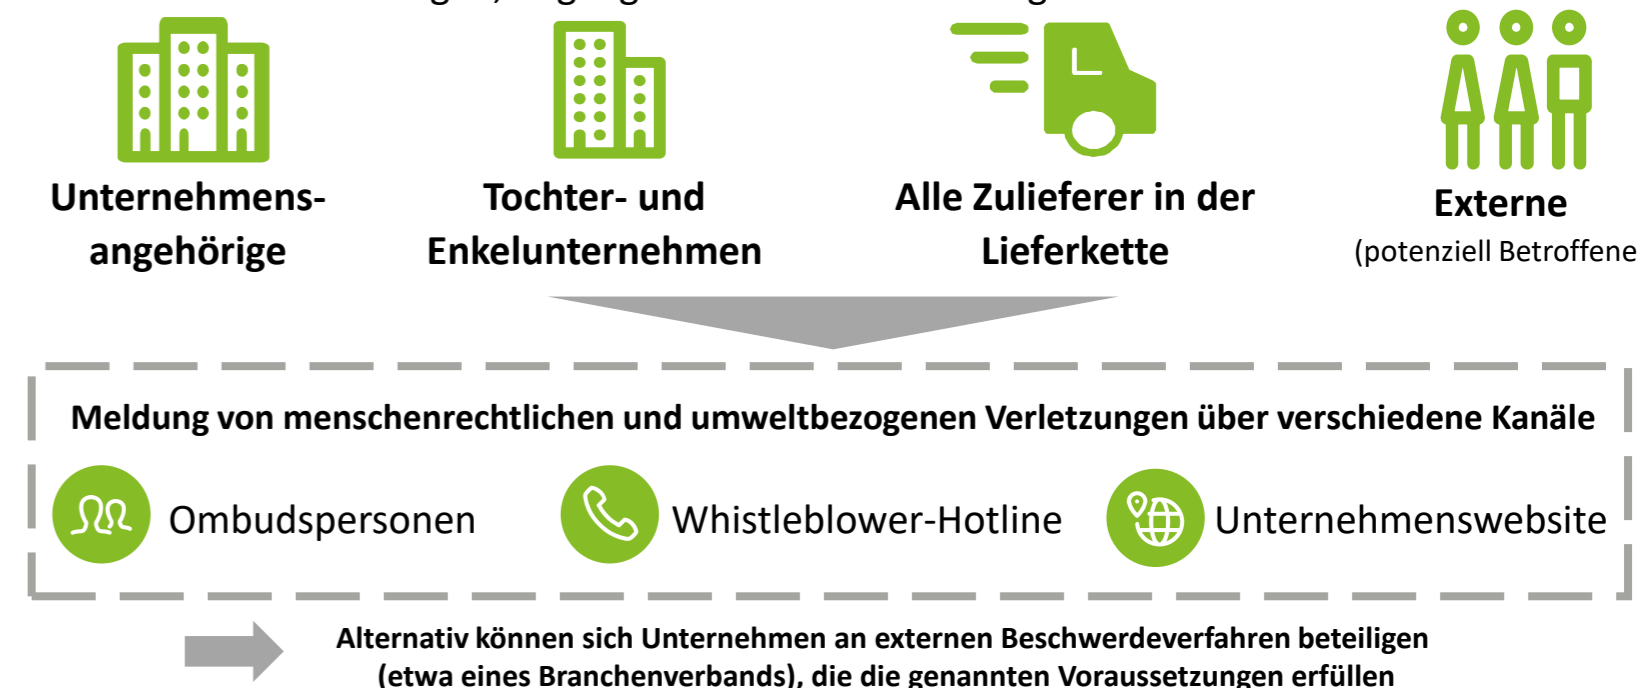 Unternehmens-
angehörige
Tochter- und
Enkelunternehmen
Alle Zulieferer in der
Lieferkette
Externe
(potenziell Betroffene
Meldung von menschenrechtlichen und umweltbezogenen Verletzungen über verschiedene Kanäle
Ombudspersonen
Whistleblower-Hotline
Unternehmenswebsite
Alternativ können sich Unternehmen an externen Beschwerdeverfahren beteiligen
(etwa eines Branchenverbands), die die genannten Voraussetzungen erfüllen